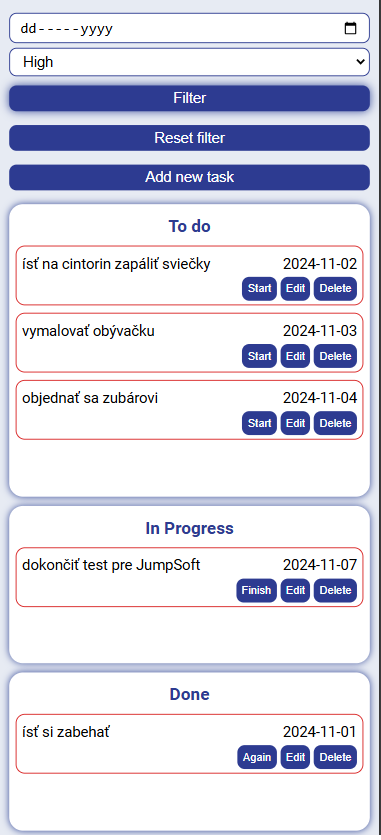 dd-----yyyy
High
Filter
Reset filter
Add new task
To do
ísť na cintorin zapáliť sviečky 2024-11-02
Start Edit Delete
vymalovať obývačku 2024-11-03
Start Edit Delete
objednať sa zubárovi 2024-11-04
Start Edit Delete
In Progress
dokončiť test pre JumpSoft 2024-11-07
Finish Edit Delete
Done
ísť si zabehať 2024-11-01
Again Edit Delete